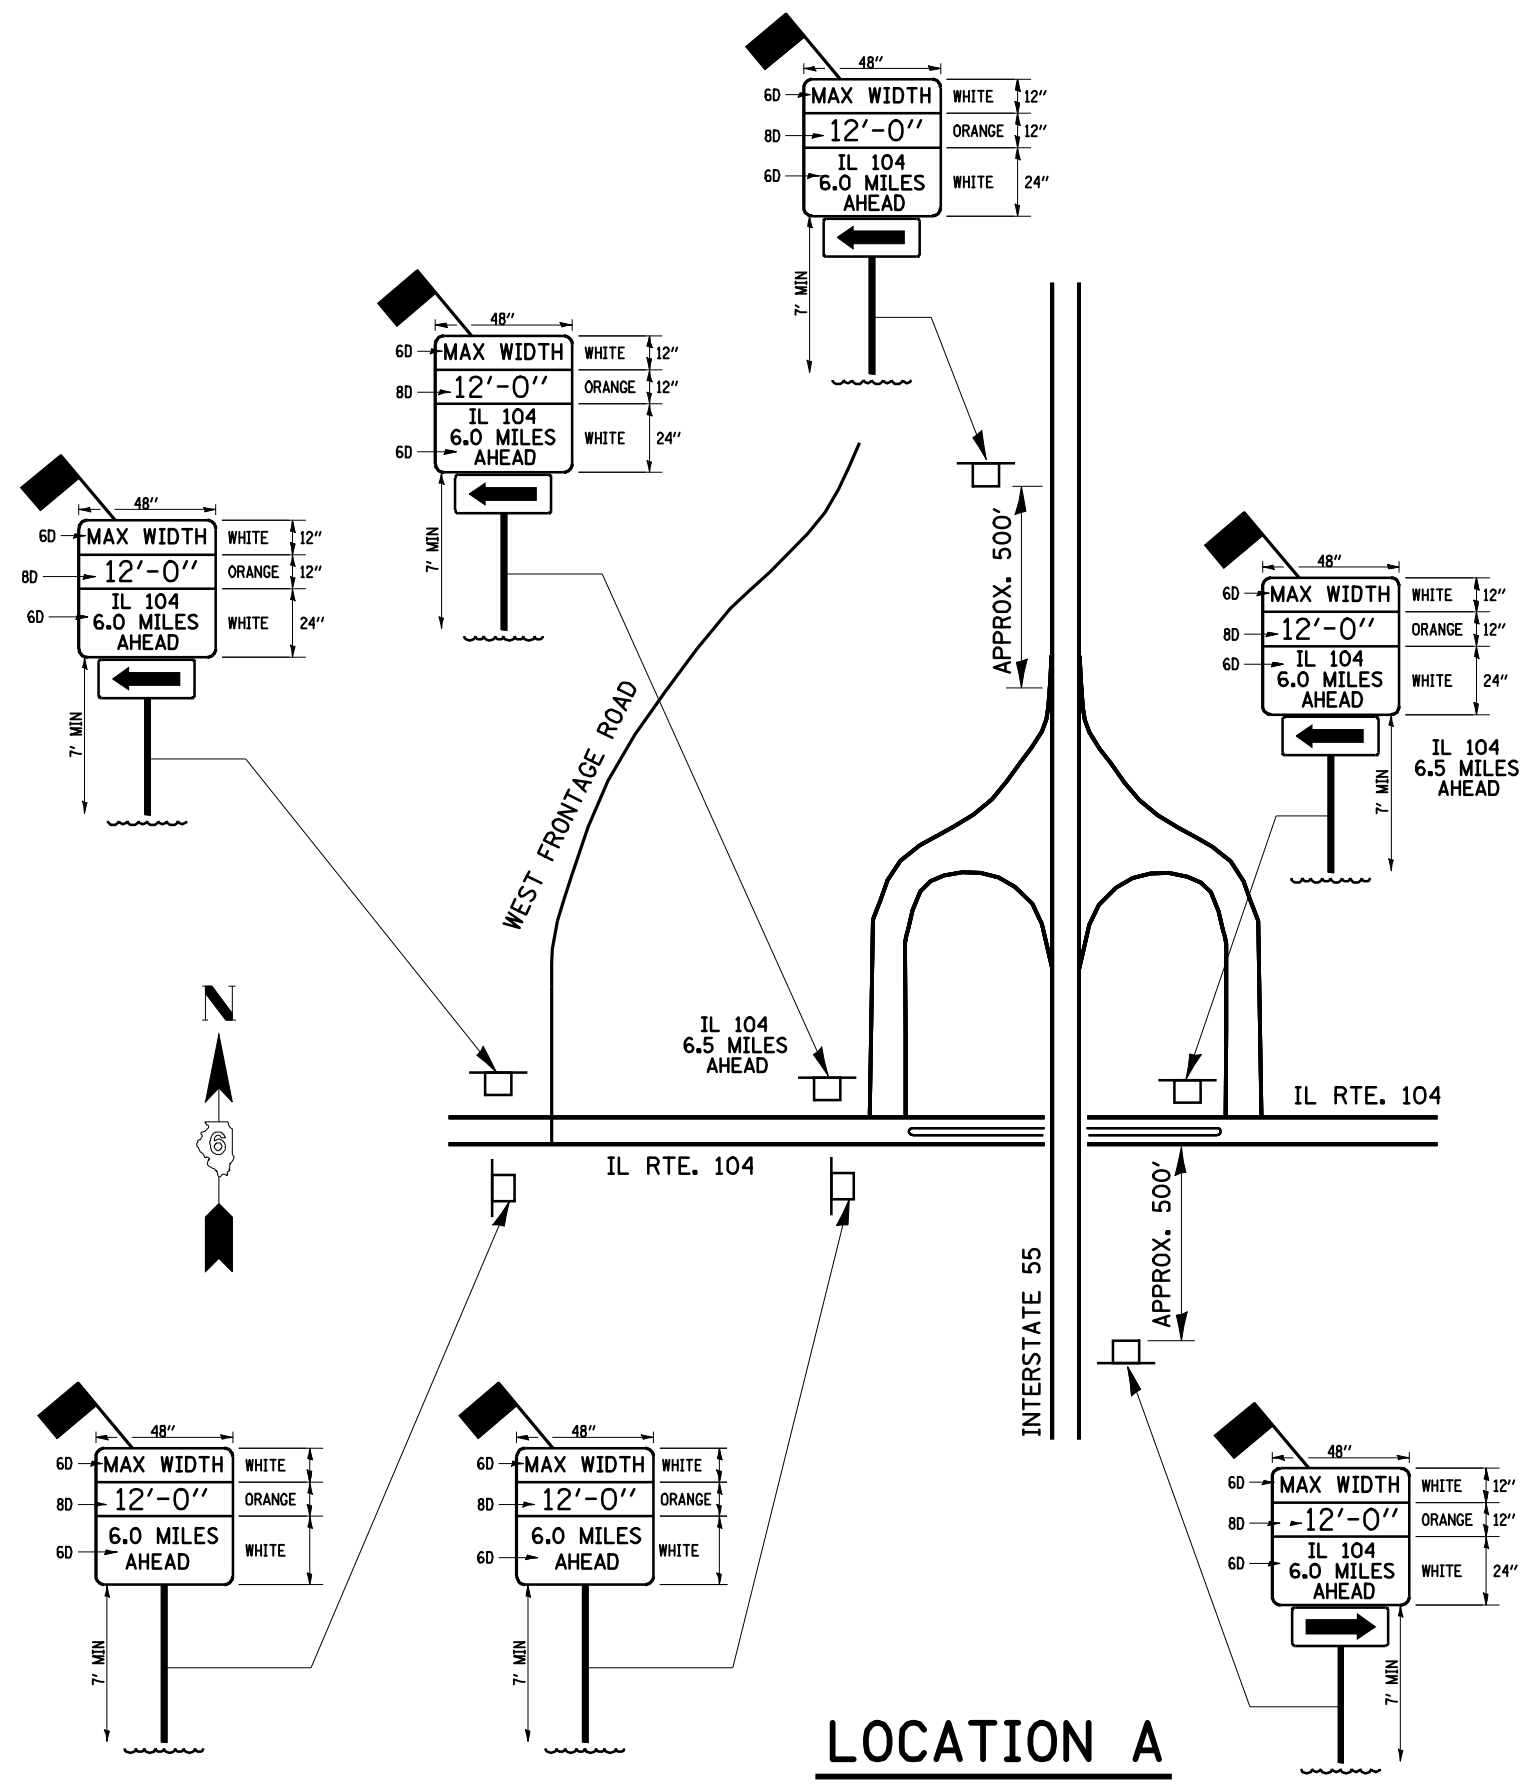 48"
6D
MAX WIDTH
WHITE
12"
8D
12'-0"
ORANGE
12"
IL 104
6D
6.0 MILES
WHITE
24"
AHEAD
7' MIN
48"
6D
MAX WIDTH
WHITE
12"
8D
12'-0"
ORANGE
12"
IL 104
6.0 MILES
WHITE
24"
6D
AHEAD
7' MIN
48"
6D
MAX WIDTH
WHITE
12"
8D
12'-0"
ORANGE
12"
IL 104
6D
6.0 MILES
WHITE
24"
AHEAD
7' MIN
48"
6D
MAX WIDTH
WHITE
12"
8D
12'-0"
ORANGE
12"
6D
IL 104
6.0 MILES
WHITE
24"
AHEAD
7' MIN
IL 104
6.5 MILES
AHEAD
APPROX. 500'
WEST FRONTAGE ROAD
N
6
IL 104
6.5 MILES
AHEAD
IL RTE. 104
IL RTE. 104
APPROX. 500'
INTERSTATE 55
48"
6D
MAX WIDTH
WHITE
8D
12'-0"
ORANGE
6.0 MILES
6D
AHEAD
WHITE
7' MIN
48"
6D
MAX WIDTH
WHITE
8D
12'-0"
ORANGE
6.0 MILES
6D
AHEAD
WHITE
7' MIN
48"
6D
MAX WIDTH
WHITE
12"
8D
12'-0"
ORANGE
12"
IL 104
6D
6.0 MILES
WHITE
24"
AHEAD
7' MIN
LOCATION A